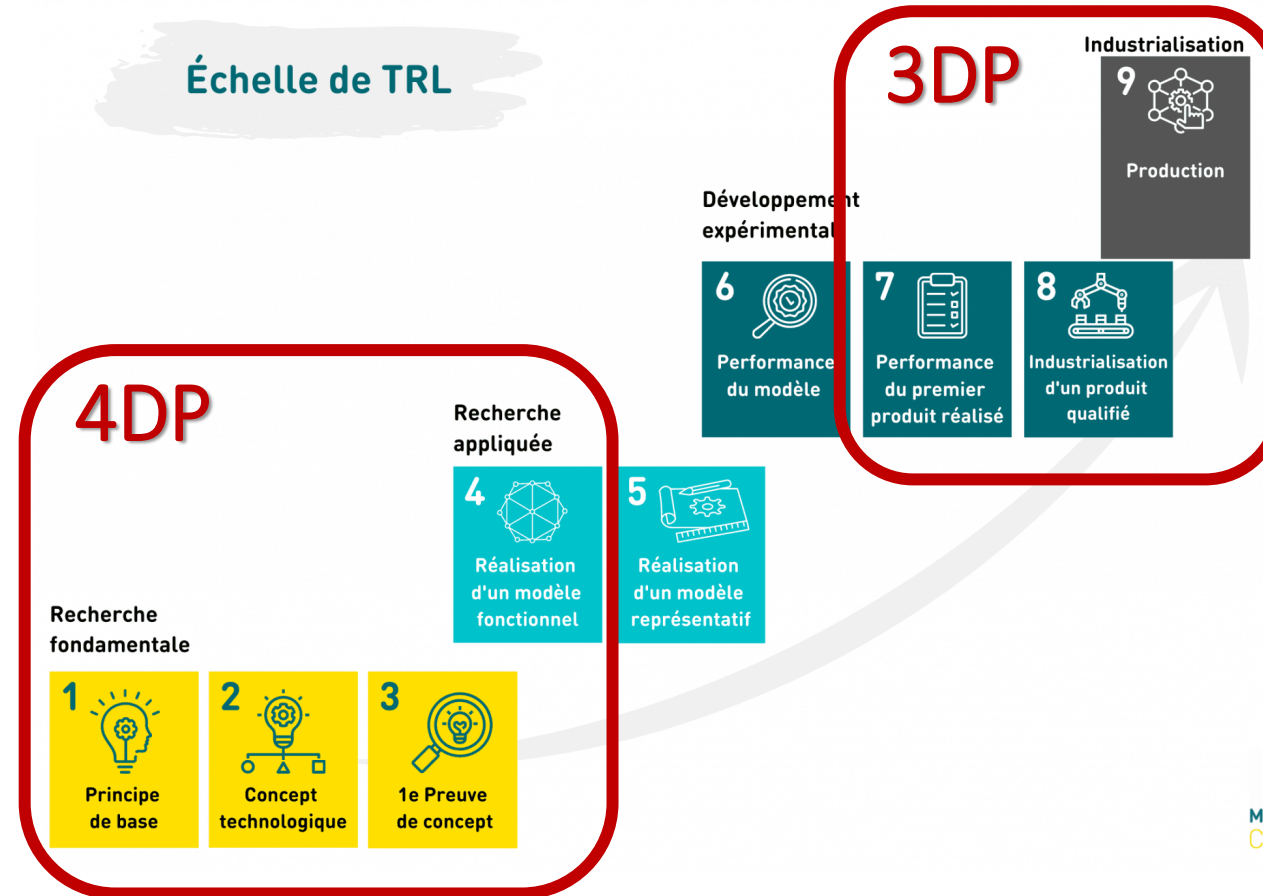 Échelle de TRL
3DP
Industrialisation
9
Production
Développement
expérimental
6
Performance
du modèle
7
Performance
du premier
produit réalisé
8
Industrialisation
d'un produit
qualifié
4DP
Recherche
appliquée
4
Réalisation
d'un modèle
fonctionnel
5
Réalisation
d'un modèle
représentatif
Recherche
fondamentale
1
Principe
de base
2
Concept
technologique
3
1e Preuve
de concept
M
C